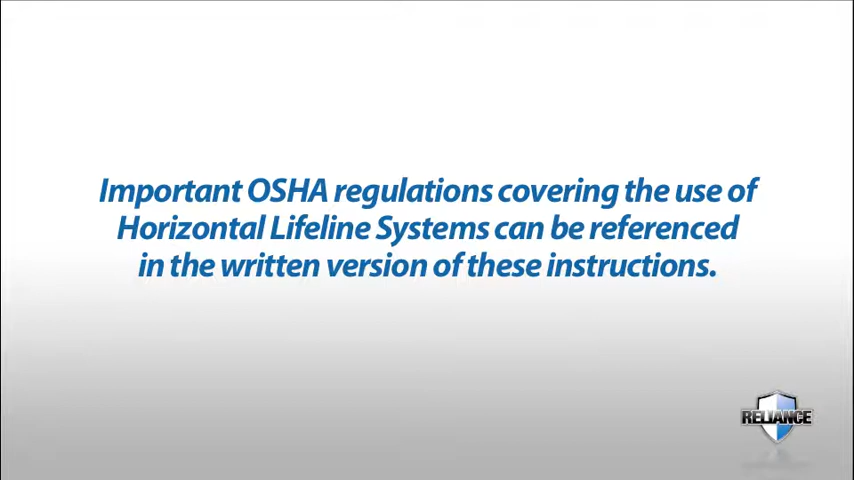 Important OSHA regulations covering the use of
Horizontal Lifeline Systems can be referenced
in the written version of these instructions.
RELIANCE